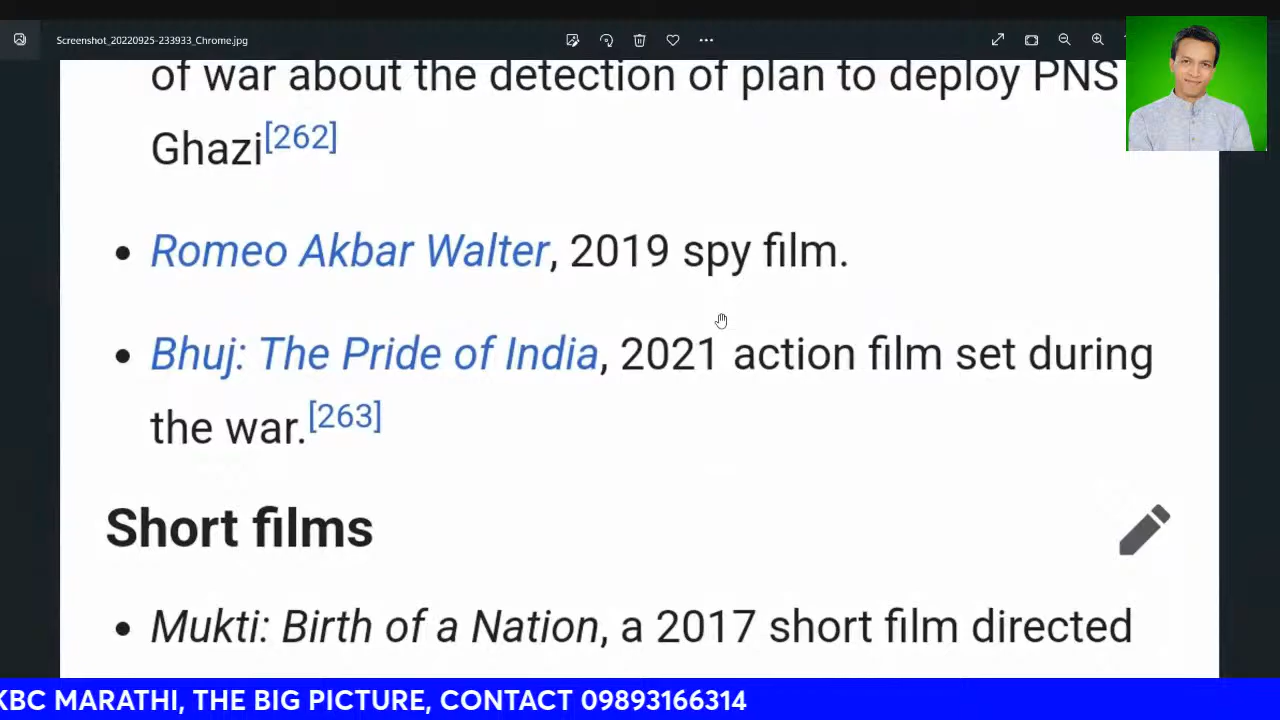 Screenshot_20220925-233933_Chrome.jpg
of war about the detection of plan to deploy PNS
Ghazi[262]
• Romeo Akbar Walter, 2019 spy film.
• Bhuj: The Pride of India, 2021 action film set during
the war.[263]
Short films
• Mukti: Birth of a Nation, a 2017 short film directed
KBC MARATHI, THE BIG PICTURE, CONTACT 09893166314